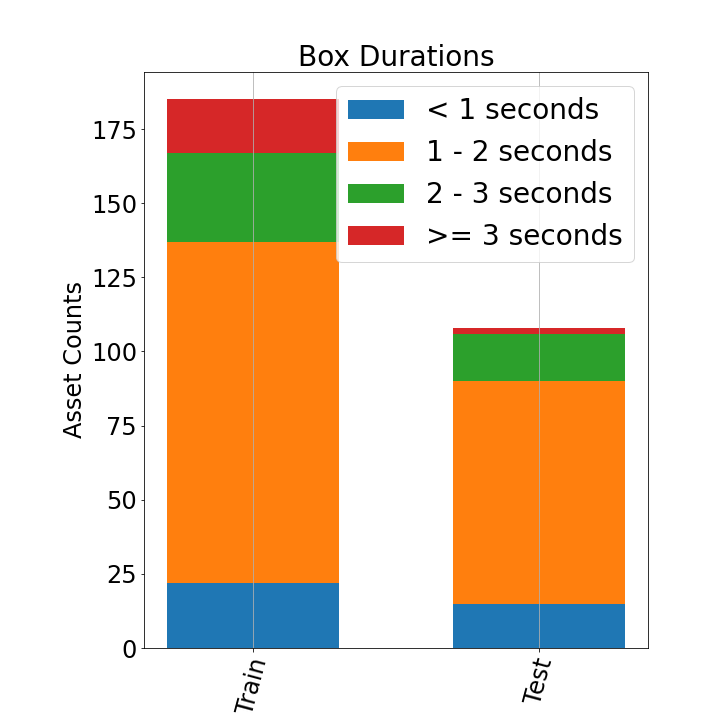 Box Durations
< 1 seconds
1 - 2 seconds
2 - 3 seconds
>= 3 seconds
Asset Counts
175
150
125
100
75
50
25
0
Train
Test